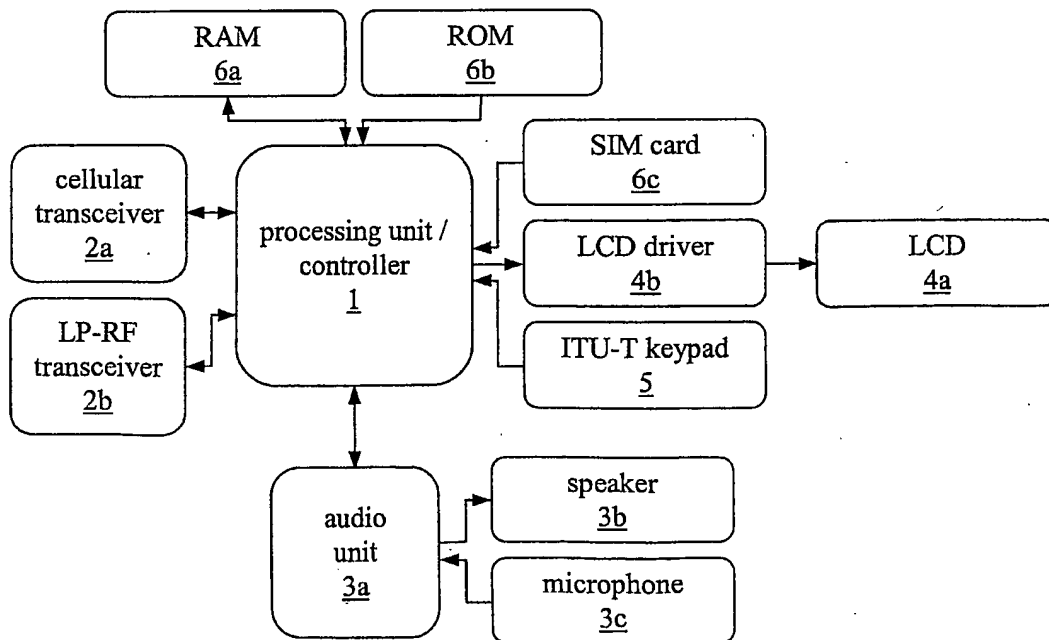 RAM
6a
ROM
6b
SIM card
6c
cellular
transceiver
2a
processing unit /
controller
1
LCD driver
4b
LCD
4a
LP-RF
transceiver
2b
ITU-T keypad
5
audio
unit
3a
speaker
3b
microphone
3c